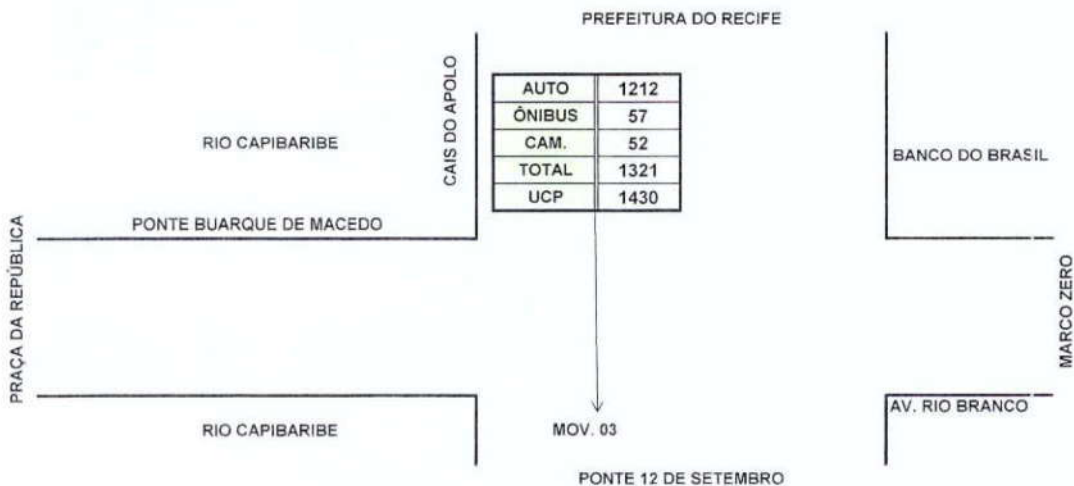 PREFEITURA DO RECIFE
CAIS DO APOLO
AUTO 1212
ÔNIBUS 57
CAM. 52
TOTAL 1321
UCP 1430
RIO CAPIBARIBE
BANCO DO BRASIL
PONTE BUARQUE DE MACEDO
PRAÇA DA REPÚBLICA
MARCO ZERO
AV. RIO BRANCO
RIO CAPIBARIBE
MOV. 03
PONTE 12 DE SETEMBRO